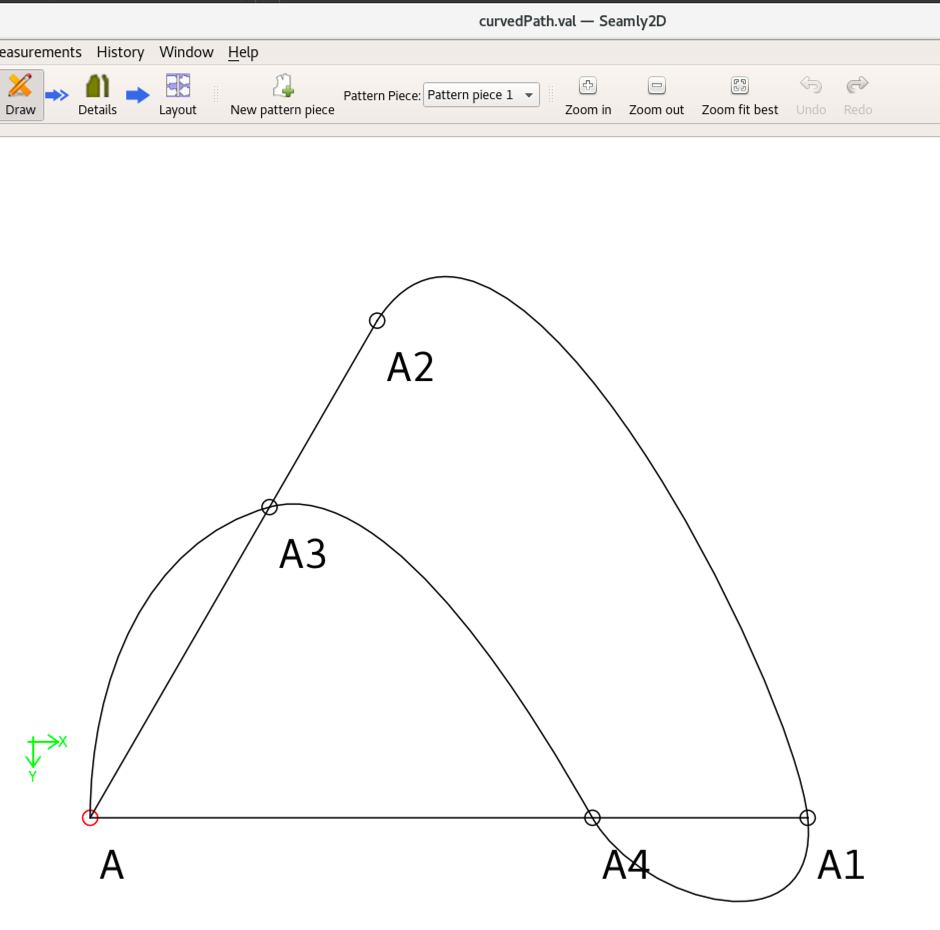 curvedPath.val — Seamly2D
easurements History Window Help
Draw Details Layout New pattern piece Pattern Piece: Pattern piece 1 Zoom in Zoom out Zoom fit best Undo Redo
A2
A3
X
Y
A A4 A1